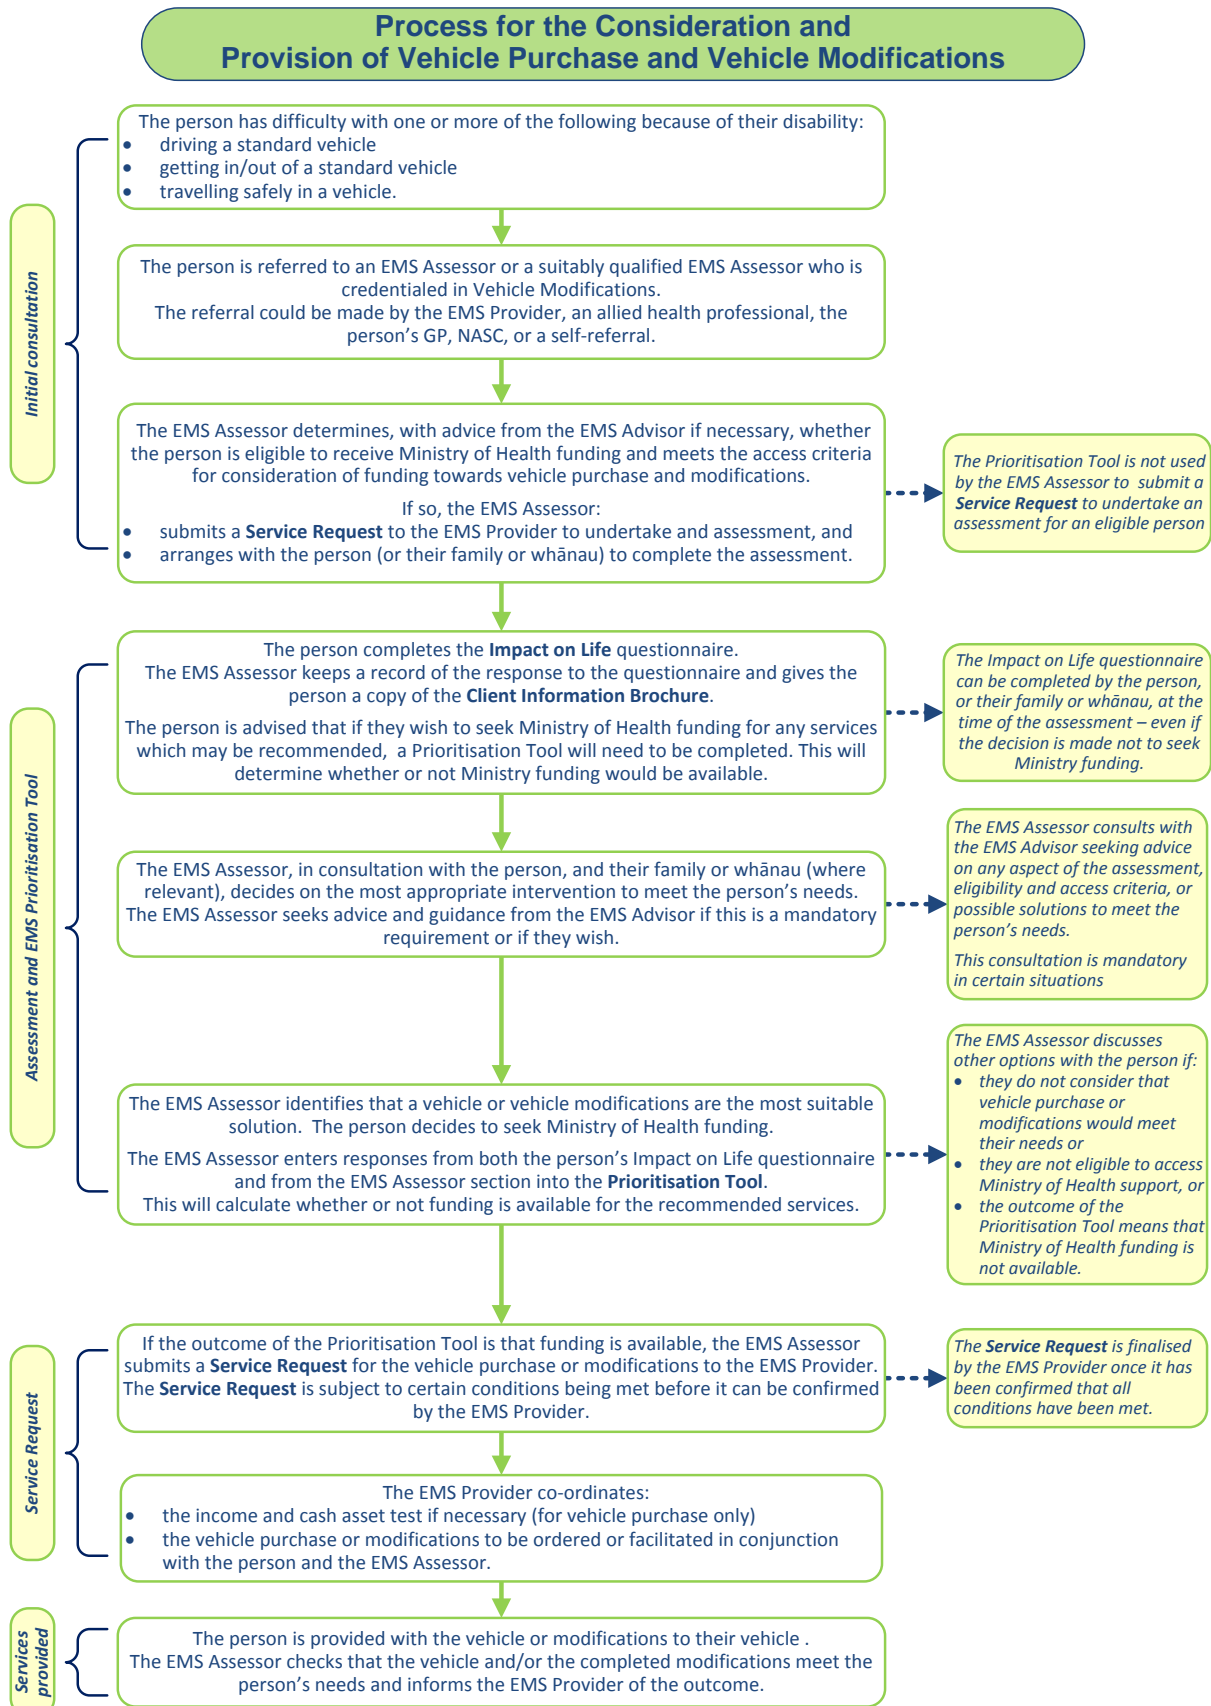 Process for the Consideration and
Provision of Vehicle Purchase and Vehicle Modifications
Initial consultation
The person has difficulty with one or more of the following because of their disability:
• driving a standard vehicle
• getting in/out of a standard vehicle
• travelling safely in a vehicle.
The person is referred to an EMS Assessor or a suitably qualified EMS Assessor who is
credentialed in Vehicle Modifications.
The referral could be made by the EMS Provider, an allied health professional, the
person's GP, NASC, or a self-referral.
The EMS Assessor determines, with advice from the EMS Advisor if necessary, whether
the person is eligible to receive Ministry of Health funding and meets the access criteria
for consideration of funding towards vehicle purchase and modifications.
If so, the EMS Assessor:
• submits a Service Request to the EMS Provider to undertake and assessment, and
• arranges with the person (or their family or whānau) to complete the assessment.
The Prioritisation Tool is not used
by the EMS Assessor to submit a
Service Request to undertake an
assessment for an eligible person
Assessment and EMS Prioritisation Tool
The person completes the Impact on Life questionnaire.
The EMS Assessor keeps a record of the response to the questionnaire and gives the
person a copy of the Client Information Brochure.
The person is advised that if they wish to seek Ministry of Health funding for any services
which may be recommended, a Prioritisation Tool will need to be completed. This will
determine whether or not Ministry funding would be available.
The Impact on Life questionnaire
can be completed by the person,
or their family or whānau, at the
time of the assessment – even if
the decision is made not to seek
Ministry funding.
The EMS Assessor, in consultation with the person, and their family or whānau (where
relevant), decides on the most appropriate intervention to meet the person's needs.
The EMS Assessor seeks advice and guidance from the EMS Advisor if this is a mandatory
requirement or if they wish.
The EMS Assessor consults with
the EMS Advisor seeking advice
on any aspect of the assessment,
eligibility and access criteria, or
possible solutions to meet the
person's needs.
This consultation is mandatory
in certain situations
The EMS Assessor identifies that a vehicle or vehicle modifications are the most suitable
solution. The person decides to seek Ministry of Health funding.
The EMS Assessor enters responses from both the person's Impact on Life questionnaire
and from the EMS Assessor section into the Prioritisation Tool.
This will calculate whether or not funding is available for the recommended services.
The EMS Assessor discusses
other options with the person if:
• they do not consider that
vehicle purchase or
modifications would meet
their needs or
• they are not eligible to access
Ministry of Health support, or
• the outcome of the
Prioritisation Tool means that
Ministry of Health funding is
not available.
Service Request
If the outcome of the Prioritisation Tool is that funding is available, the EMS Assessor
submits a Service Request for the vehicle purchase or modifications to the EMS Provider.
The Service Request is subject to certain conditions being met before it can be confirmed
by the EMS Provider.
The Service Request is finalised
by the EMS Provider once it has
been confirmed that all
conditions have been met.
The EMS Provider co-ordinates:
• the income and cash asset test if necessary (for vehicle purchase only)
• the vehicle purchase or modifications to be ordered or facilitated in conjunction
with the person and the EMS Assessor.
Services
provided
The person is provided with the vehicle or modifications to their vehicle .
The EMS Assessor checks that the vehicle and/or the completed modifications meet the
person's needs and informs the EMS Provider of the outcome.